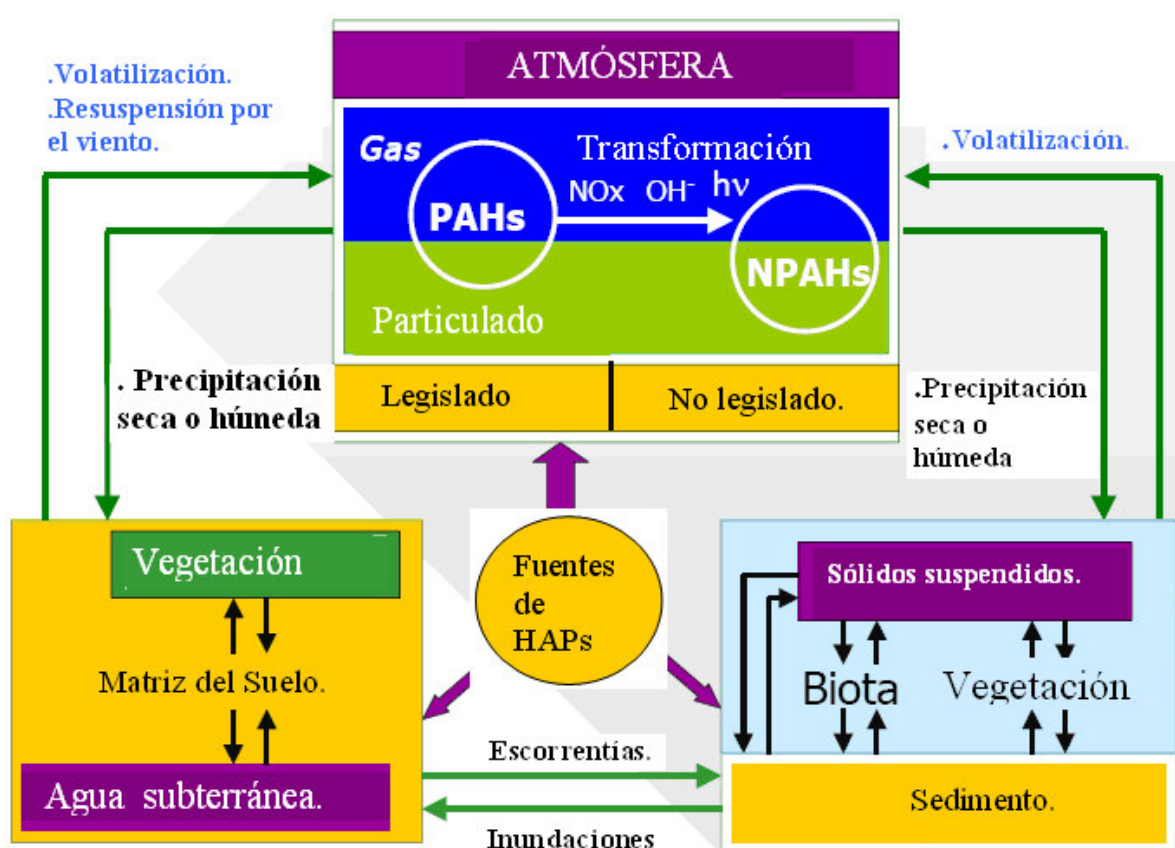 ATMÓSFERA
.Volatilización.
.Resuspensión por
el viento.
Gas
Transformación
NOx OH⁻ hν
PAHs
NPAHs
Particulado
.Volatilización.
Legislado
No legislado.
. Precipitación
seca o húmeda
.Precipitación
seca o
húmeda
Vegetación
Matriz del Suelo.
Agua subterránea.
Fuentes
de
HAPs
Sólidos suspendidos.
Biota
Vegetación
Sedimento.
Escorrentías.
Inundaciones